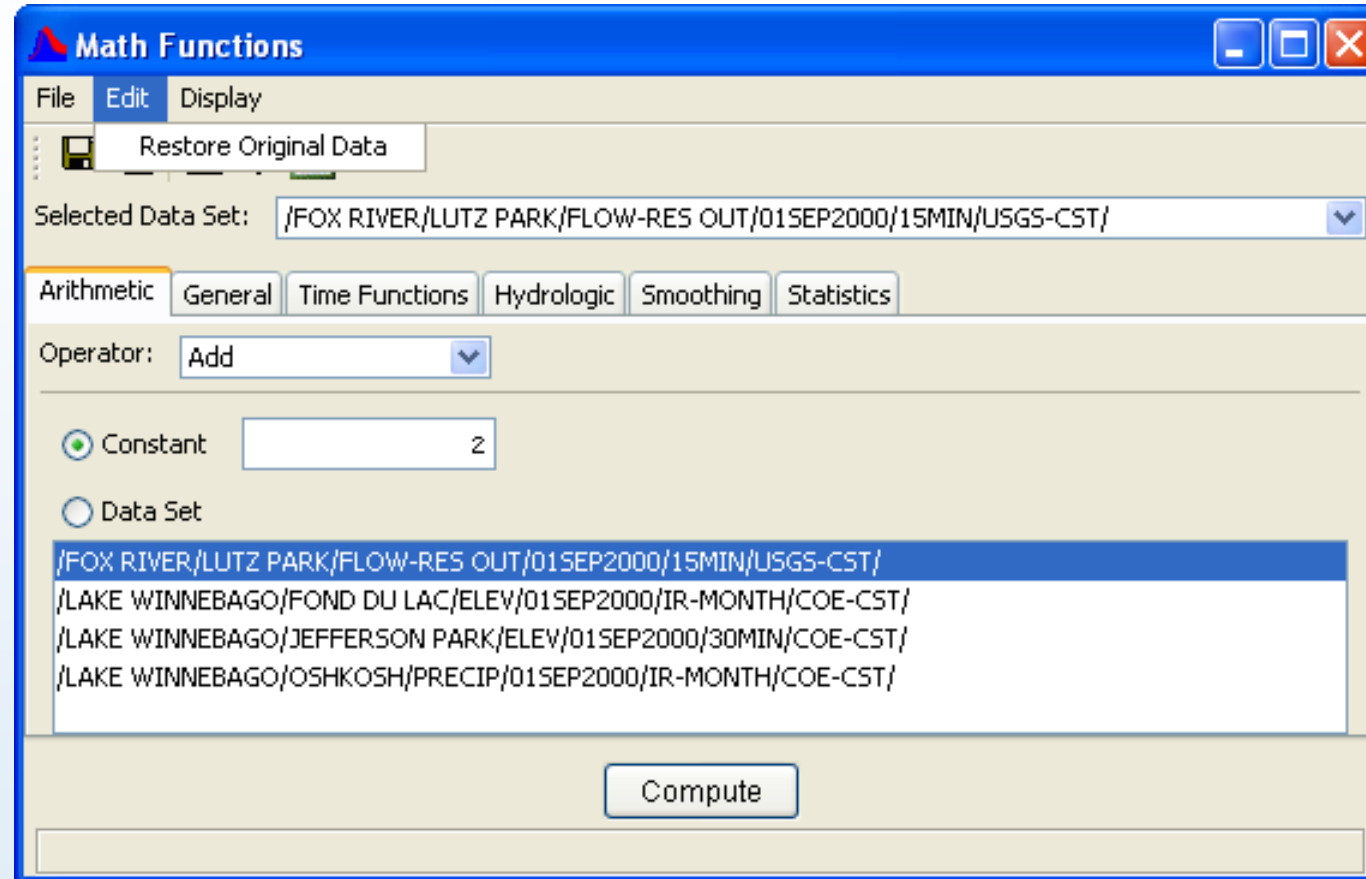 Math Functions
File Edit Display
Restore Original Data
Selected Data Set: /FOX RIVER/LUTZ PARK/FLOW-RES OUT/01SEP2000/15MIN/USGS-CST/
Arithmetic General Time Functions Hydrologic Smoothing Statistics
Operator: Add
Constant 2
Data Set
/FOX RIVER/LUTZ PARK/FLOW-RES OUT/01SEP2000/15MIN/USGS-CST/
/LAKE WINNEBAGO/FOND DU LAC/ELEV/01SEP2000/IR-MONTH/COE-CST/
/LAKE WINNEBAGO/JEFFERSON PARK/ELEV/01SEP2000/30MIN/COE-CST/
/LAKE WINNEBAGO/OSHKOSH/PRECIP/01SEP2000/IR-MONTH/COE-CST/
Compute